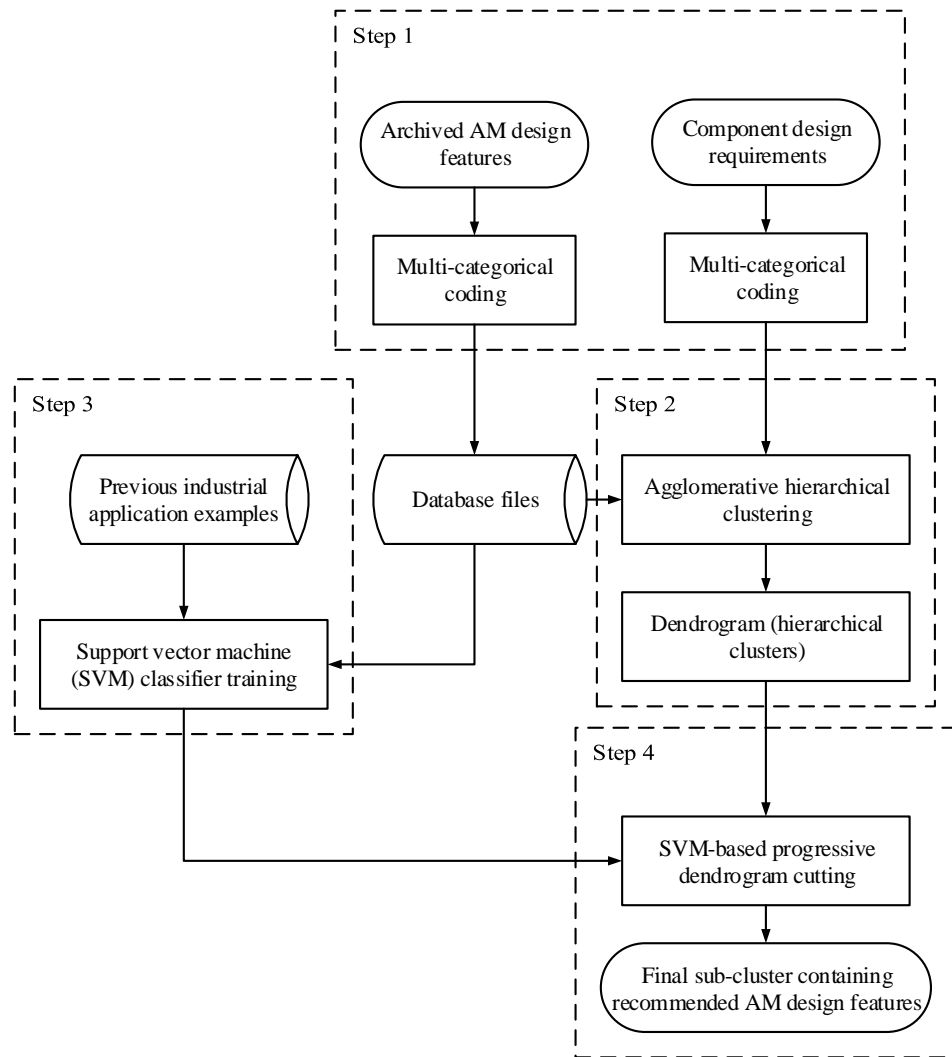 Step 1
Archived AM design
features
Component design
requirements
Multi-categorical
coding
Multi-categorical
coding
Step 3
Previous industrial
application examples
Database files
Step 2
Agglomerative hierarchical
clustering
Support vector machine
(SVM) classifier training
Dendrogram (hierarchical
clusters)
Step 4
SVM-based progressive
dendrogram cutting
Final sub-cluster containing
recommended AM design features